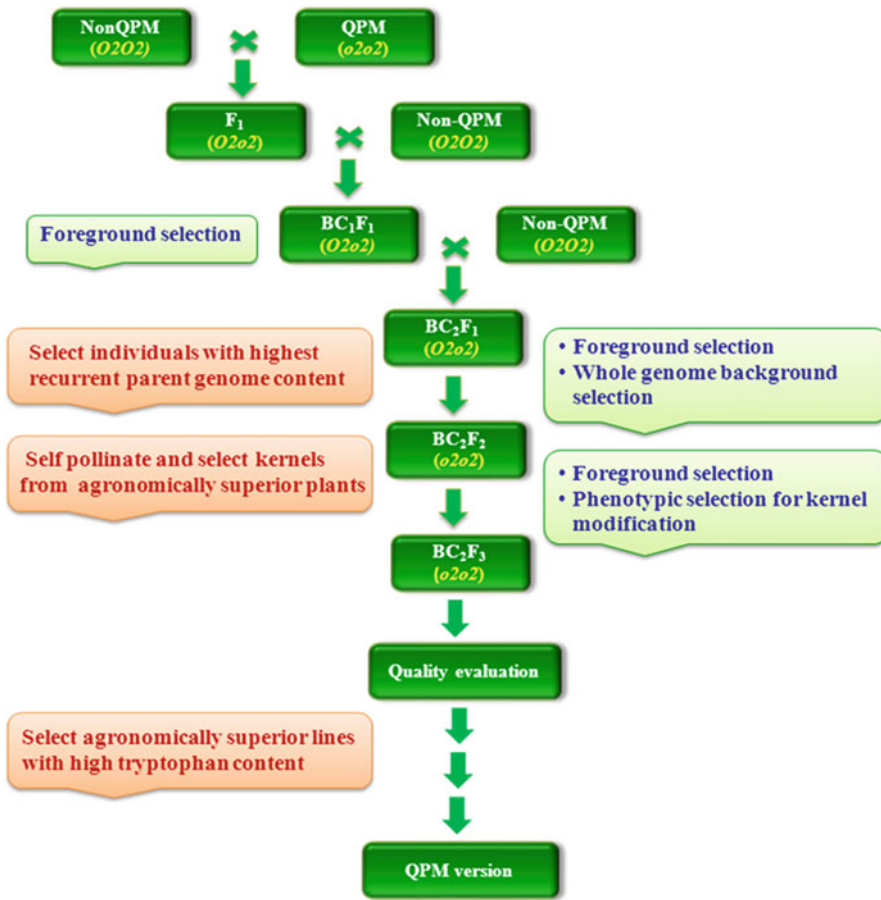 NonQPM
(O2O2)
QPM
(o2o2)
F₁
(O2o2)
Non-QPM
(O2O2)
Foreground selection
BC₁F₁
(O2o2)
Non-QPM
(O2O2)
Select individuals with highest
recurrent parent genome content
BC₂F₁
(O2o2)
• Foreground selection
• Whole genome background
selection
Self pollinate and select kernels
from agronomically superior plants
BC₂F₂
(o2o2)
• Foreground selection
• Phenotypic selection for kernel
modification
BC₂F₃
(o2o2)
Quality evaluation
Select agronomically superior lines
with high tryptophan content
QPM version